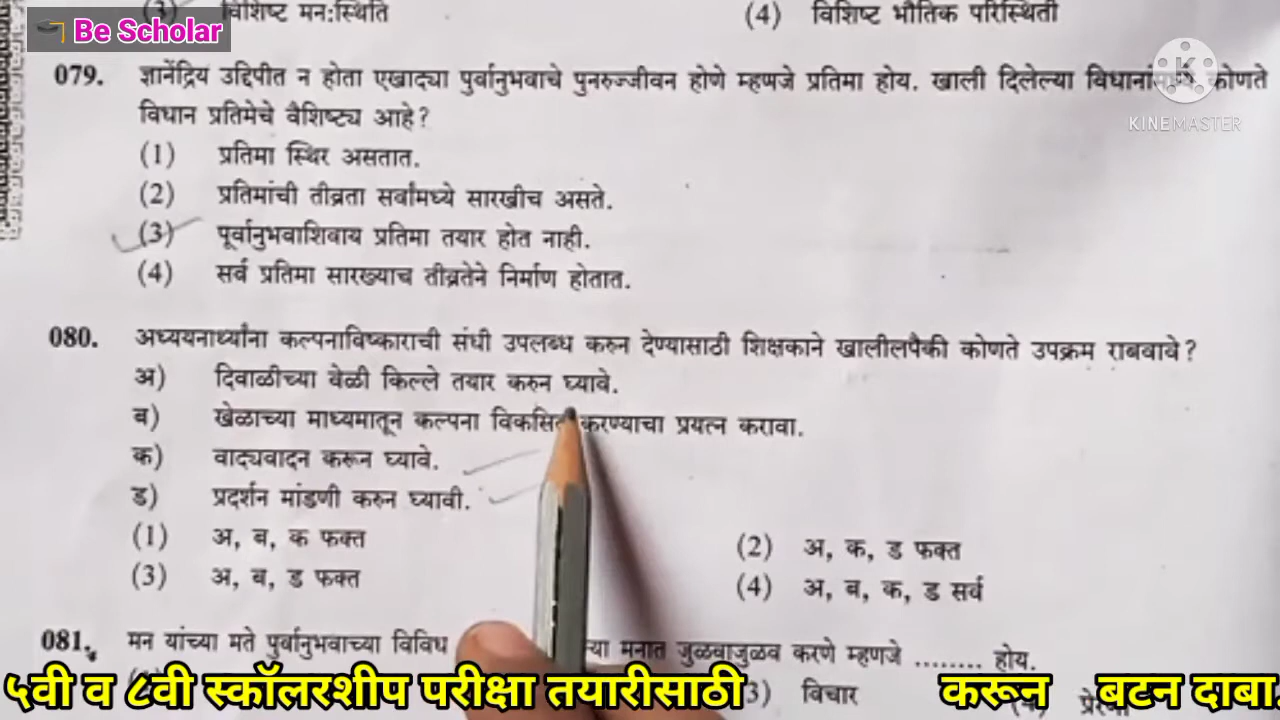 (3) विशिष्ट मन:स्थिति (4) विशिष्ट भौतिक परिस्थिती
Be Scholar
079. ज्ञानेंद्रिय उद्दिपीत न होता एखाद्या पुर्वानुभवाचे पुनरुज्जीवन होणे म्हणजे प्रतिमा होय. खाली दिलेल्या कोणते
KINEMASTER
विधान प्रतिमेचे वैशिष्ट्य आहे?
(1) प्रतिमा स्थिर असतात.
(2) प्रतिमांची तीव्रता सर्वांमध्ये सारखीच असते.
(3) पूर्वानुभवाशिवाय प्रतिमा तयार होत नाही.
(4) सर्व प्रतिमा सारख्याच तीव्रतेने निर्माण होतात.
080. अध्ययनार्थ्यांना कल्पनाविष्काराची संधी उपलब्ध करुन देण्यासाठी शिक्षकाने खालीलपैकी कोणते उपक्रम राबवावे?
अ) दिवाळीच्या वेळी किल्ले तयार करुन घ्यावे.
ब) खेळाच्या माध्यमातून कल्पना करण्याचा प्रयत्न करावा.
क) वाद्यवादन करून घ्यावे.
ड) प्रदर्शन मांडणी करुन घ्यावी.
(1) अ, ब, क फक्त (2) अ, क, ड फक्त
(3) अ, ब, ड फक्त (4) अ, ब, क, ड सर्व
081. मन यांच्या मते पुर्वानुभवाच्या विविध मनात जुळवाजुळव करणे म्हणजे ........ होय.
3) विचार
५वी व ८वी स्कॉलरशीप परीक्षा तयारीसाठी करून बटन दाबा.